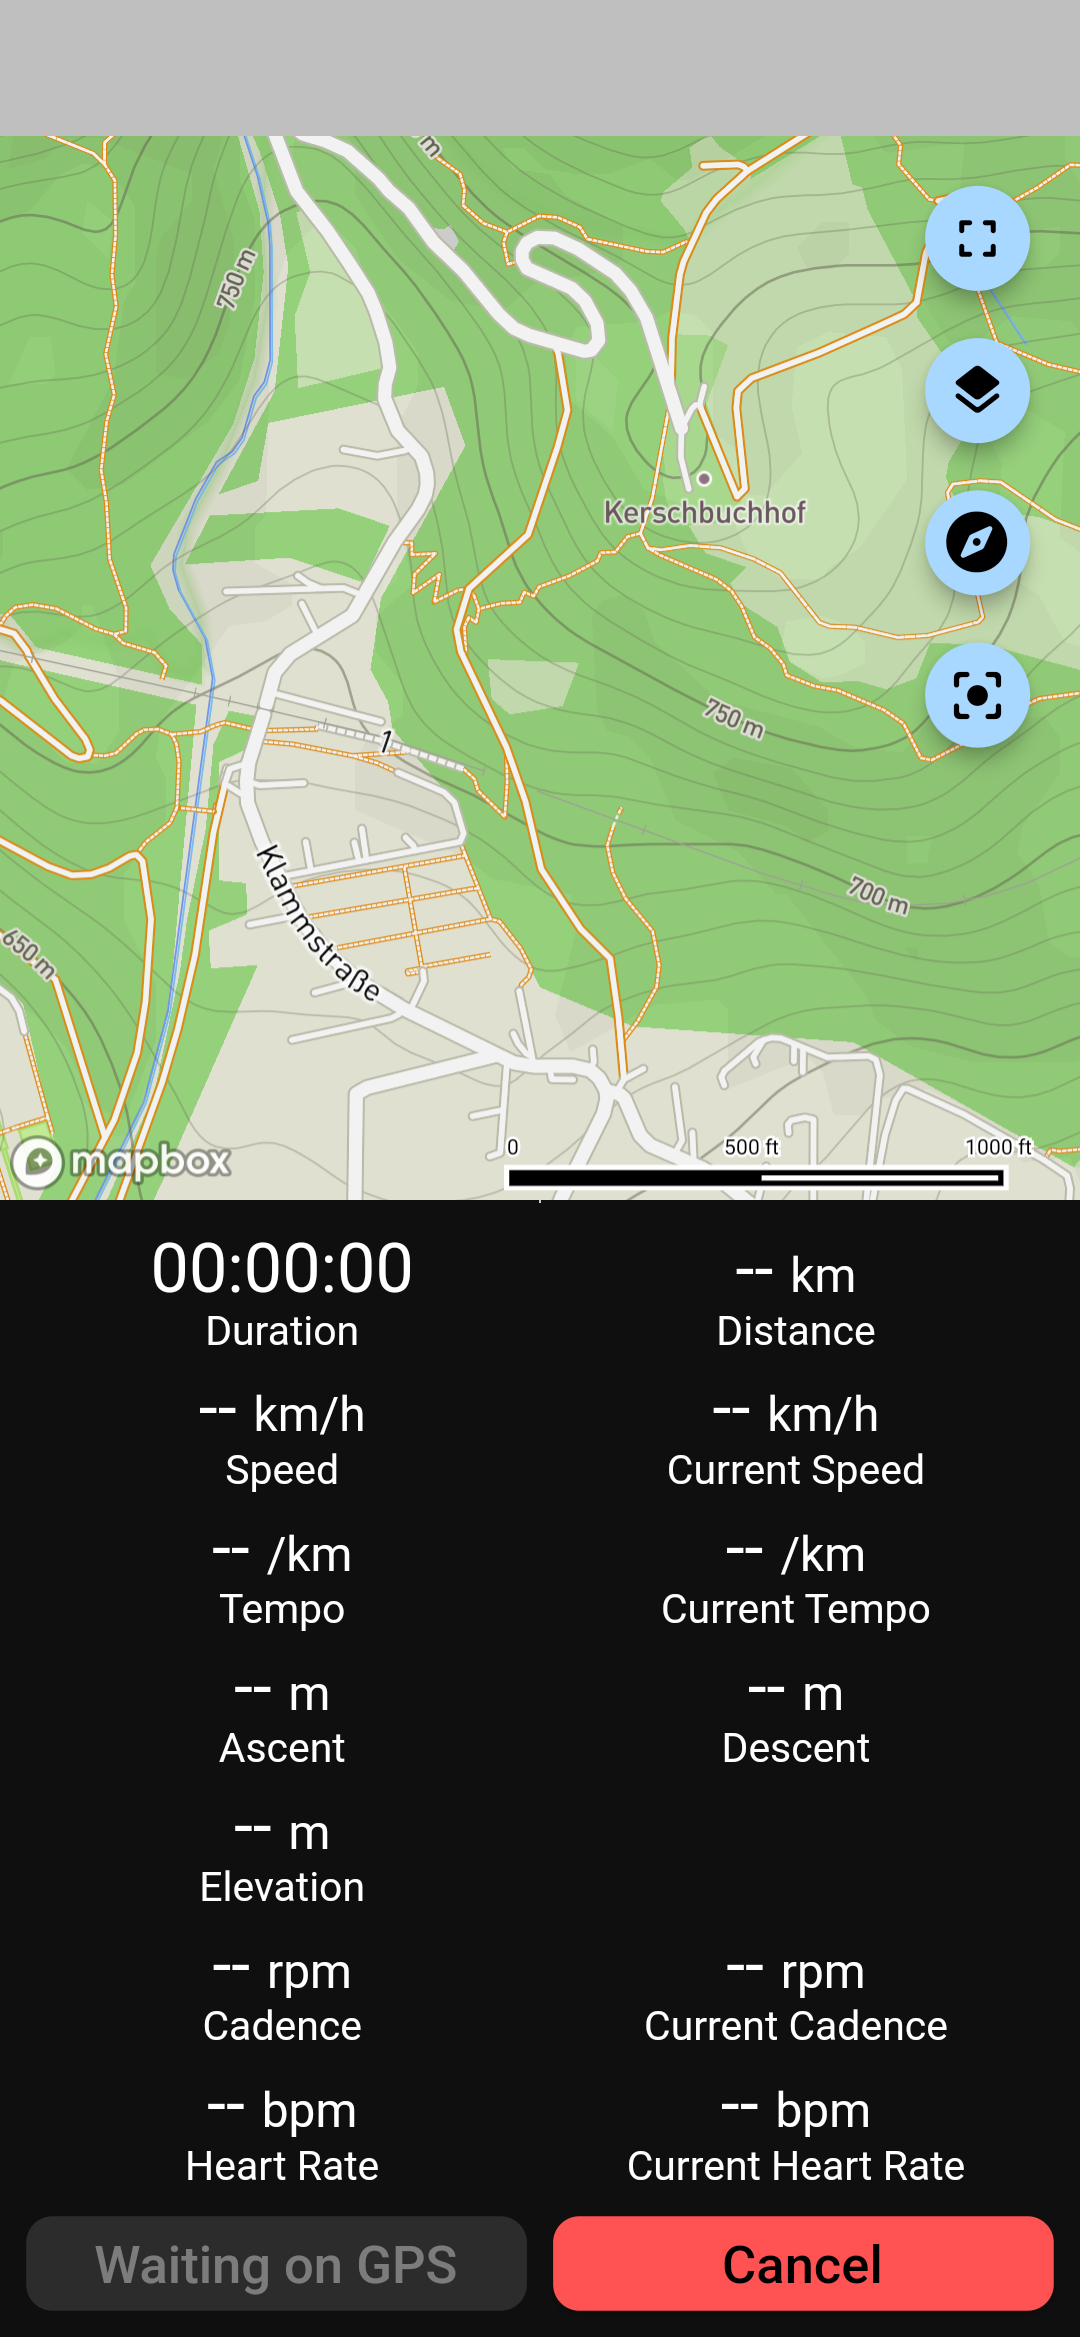 m
750 m
Kerschbuchhof
750 m
1
700 m
Klammstraße
650 m
mapbox
0 500 ft 1000 ft
00:00:00 -- km
Duration Distance
-- km/h -- km/h
Speed Current Speed
-- /km -- /km
Tempo Current Tempo
-- m -- m
Ascent Descent
-- m
Elevation
-- rpm -- rpm
Cadence Current Cadence
-- bpm -- bpm
Heart Rate Current Heart Rate
Waiting on GPS Cancel